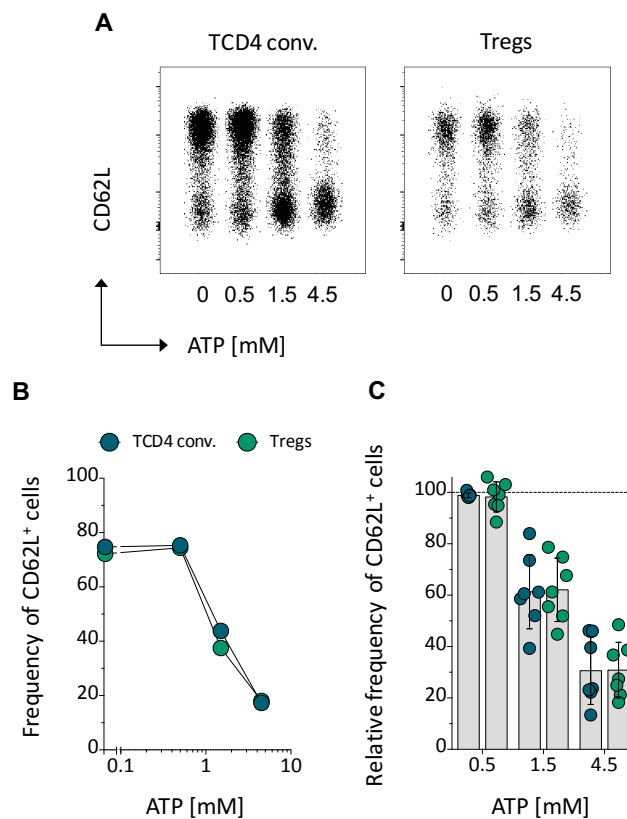 A
TCD4 conv.
Tregs
CD62L
0 0.5 1.5 4.5
0 0.5 1.5 4.5
ATP [mM]
B
TCD4 conv.
Tregs
Frequency of CD62L⁺ cells
100
80
60
40
20
0
0.1
1
10
ATP [mM]
C
Relative frequency of CD62L⁺ cells
100
80
60
40
20
0
0.5
1.5
4.5
ATP [mM]